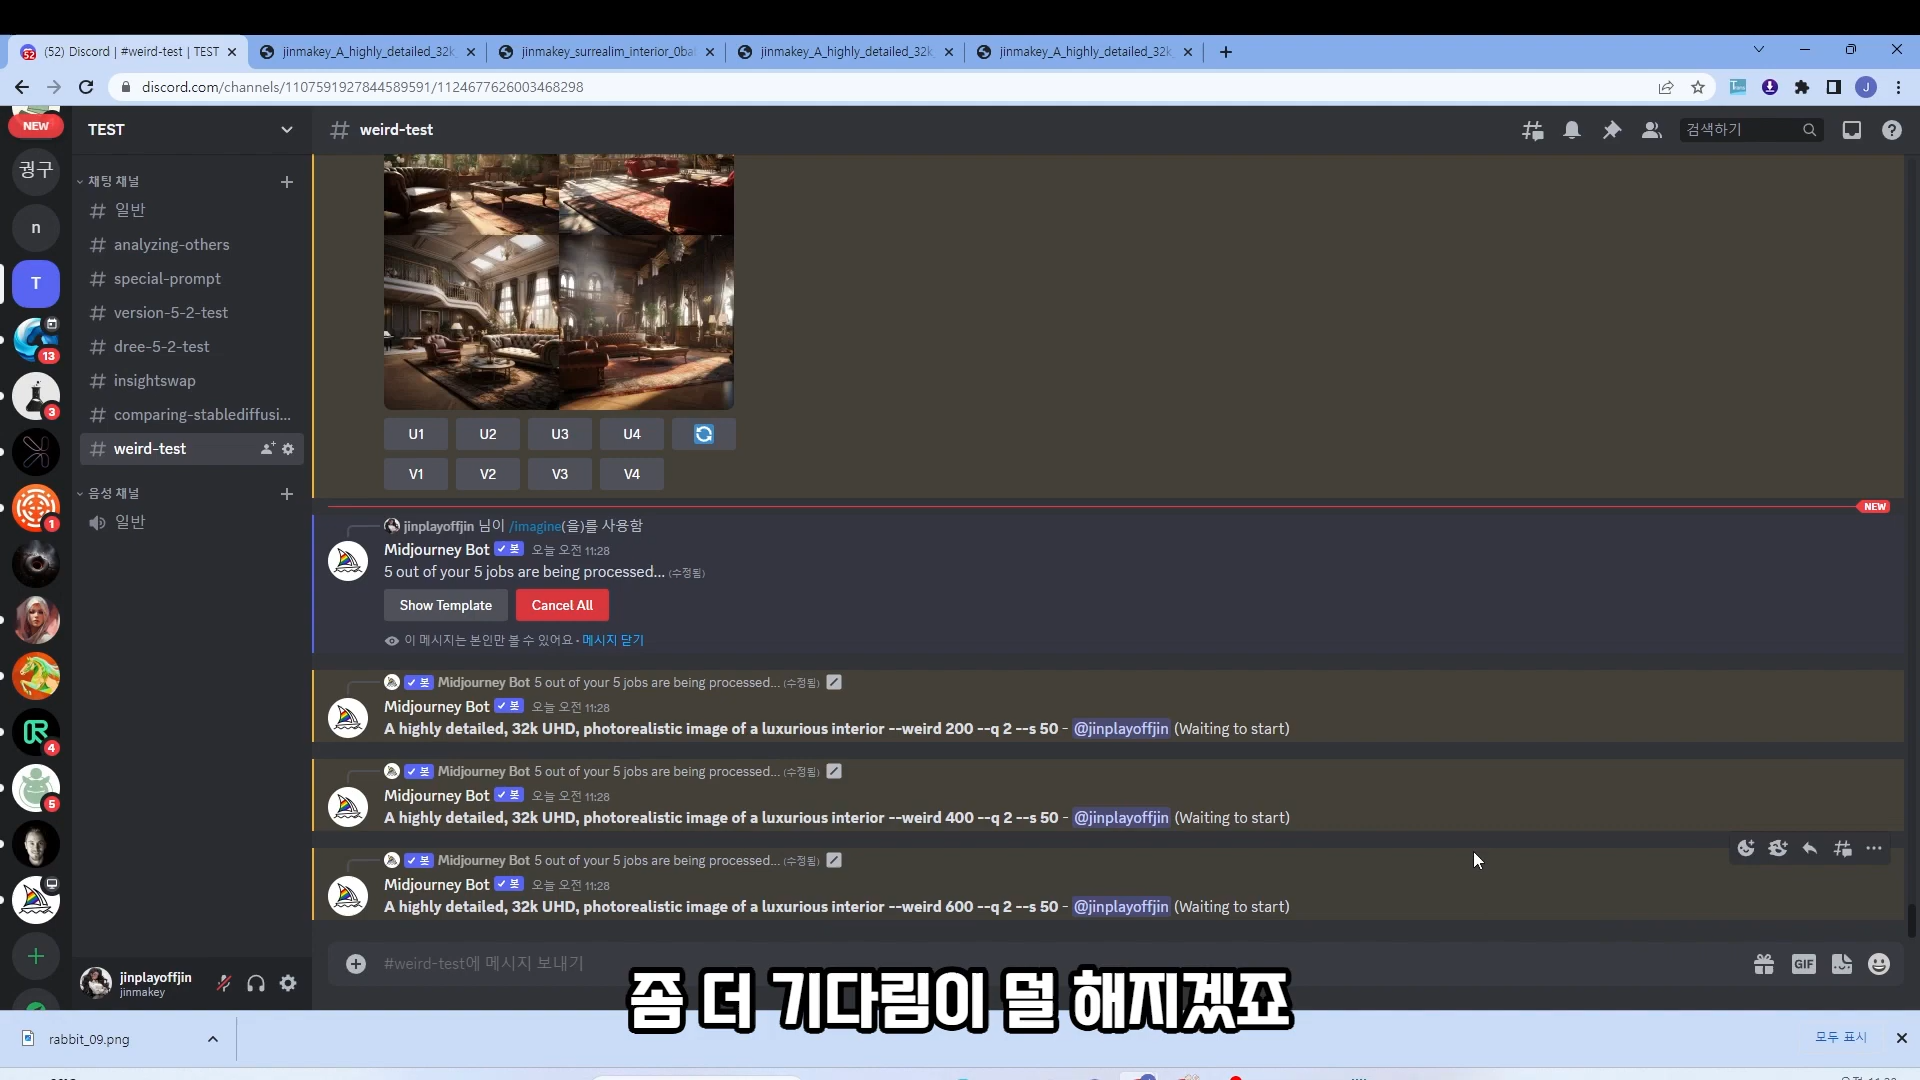 (52) Discord | #weird-test | TEST
jinmakey_A_highly_detailed_32k
jinmakey_surrealim_interior_0ba
jinmakey_A_highly_detailed_32k
jinmakey_A_highly_detailed_32k
discord.com/channels/1107591927844589591/1124677626003468298
J
NEW
TEST
weird-test
검색하기
궝구
n
T
13
3
1
4
5
채팅 채널
일반
analyzing-others
special-prompt
version-5-2-test
dree-5-2-test
insightswap
comparing-stablediffusi...
weird-test
음성 채널
일반
U1 U2 U3 U4
V1 V2 V3 V4
NEW
jinplayoffjin 님이 /imagine(을)를 사용함
Midjourney Bot ✓ 봇 오늘 오전 11:28
5 out of your 5 jobs are being processed... (수정됨)
Show Template Cancel All
이 메시지는 본인만 볼 수 있어요 • 메시지 닫기
✓ 봇 Midjourney Bot 5 out of your 5 jobs are being processed... (수정됨)
Midjourney Bot ✓ 봇 오늘 오전 11:28
A highly detailed, 32k UHD, photorealistic image of a luxurious interior --weird 200 --q 2 --s 50 - @jinplayoffjin (Waiting to start)
✓ 봇 Midjourney Bot 5 out of your 5 jobs are being processed... (수정됨)
Midjourney Bot ✓ 봇 오늘 오전 11:28
A highly detailed, 32k UHD, photorealistic image of a luxurious interior --weird 400 --q 2 --s 50 - @jinplayoffjin (Waiting to start)
✓ 봇 Midjourney Bot 5 out of your 5 jobs are being processed... (수정됨)
Midjourney Bot ✓ 봇 오늘 오전 11:28
A highly detailed, 32k UHD, photorealistic image of a luxurious interior --weird 600 --q 2 --s 50 - @jinplayoffjin (Waiting to start)
#weird-test에 메시지 보내기
GIF
jinplayoffjin
jinmakey
좀 더 기다림이 덜 해지겠죠
rabbit_09.png
모두 표시